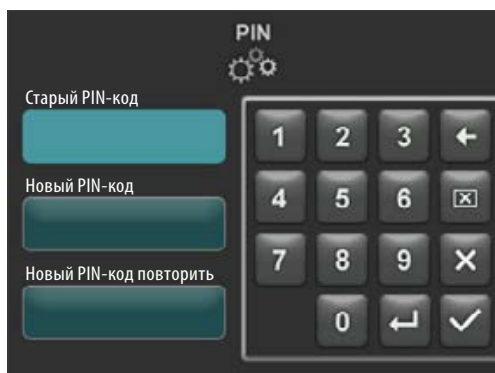 PIN
Старый PIN-код
Новый PIN-код
Новый PIN-код повторить
1 2 3
4 5 6
7 8 9
0